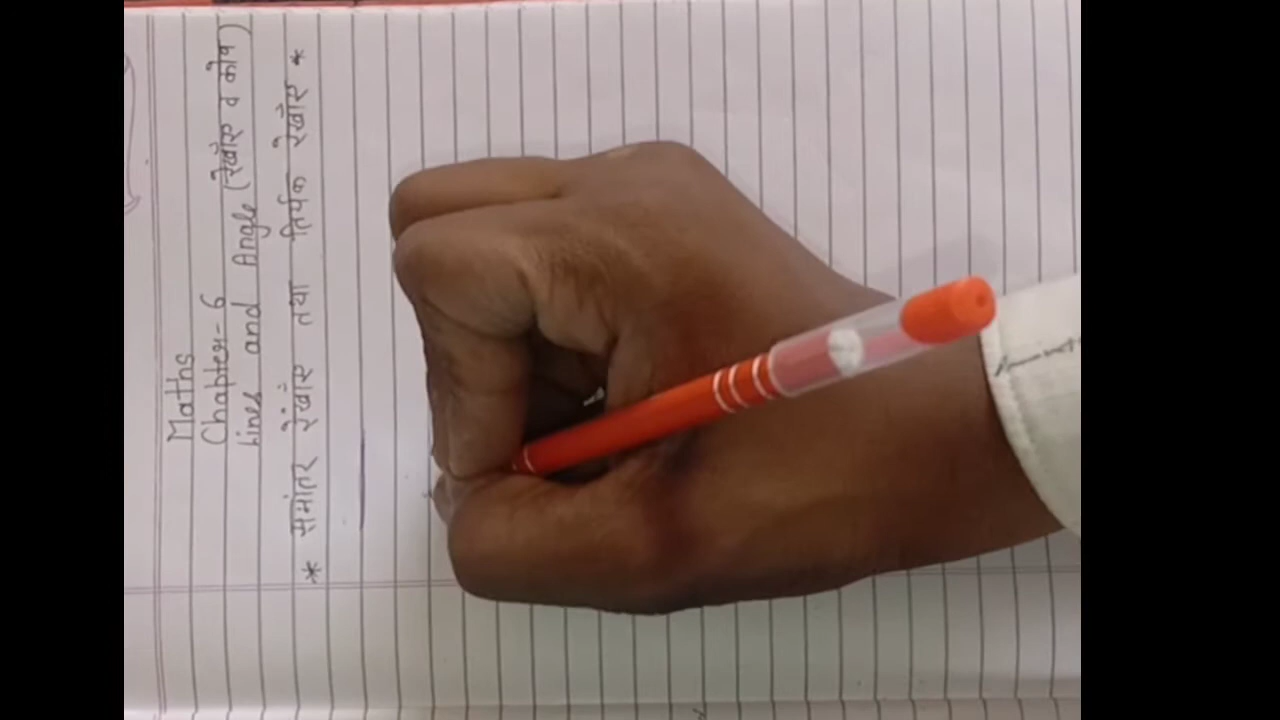 Maths
Chapter-6
Lines and Angle (रेखाँए व कोण)
* समांतर रेंखाँए तथा तिर्यक रेखाँए *